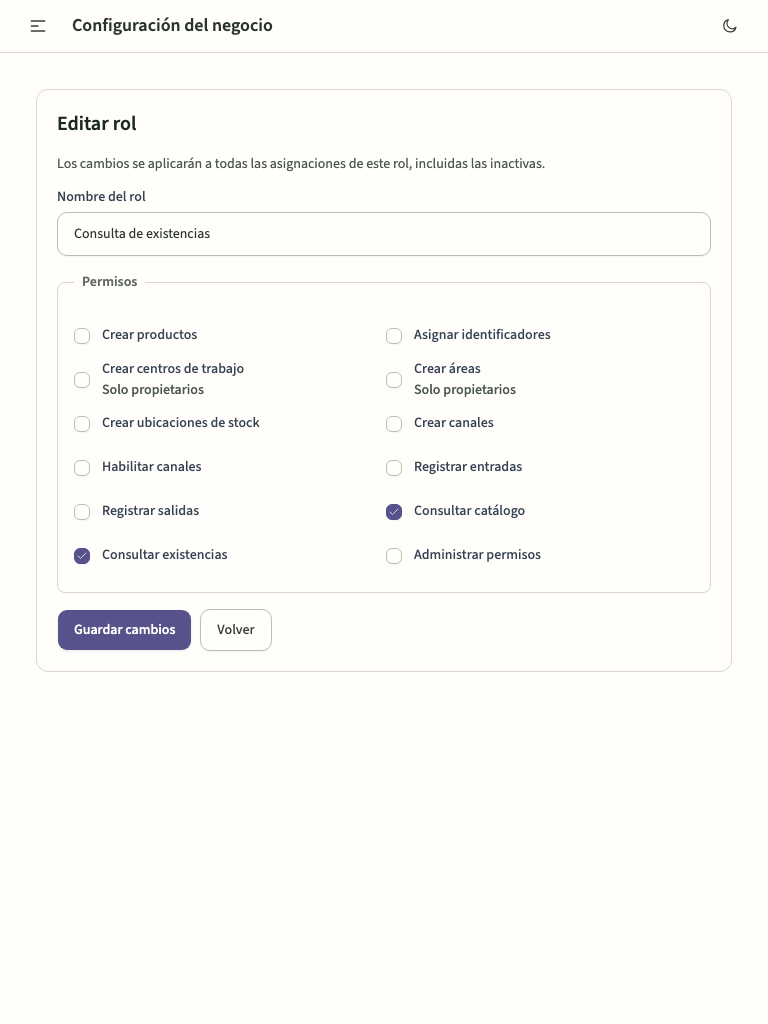 Configuración del negocio
Editar rol
Los cambios se aplicarán a todas las asignaciones de este rol, incluidas las inactivas.
Nombre del rol
Consulta de existencias
Permisos
Crear productos
Asignar identificadores
Crear centros de trabajo
Solo propietarios
Crear áreas
Solo propietarios
Crear ubicaciones de stock
Crear canales
Habilitar canales
Registrar entradas
Registrar salidas
Consultar catálogo
Consultar existencias
Administrar permisos
Guardar cambios
Volver